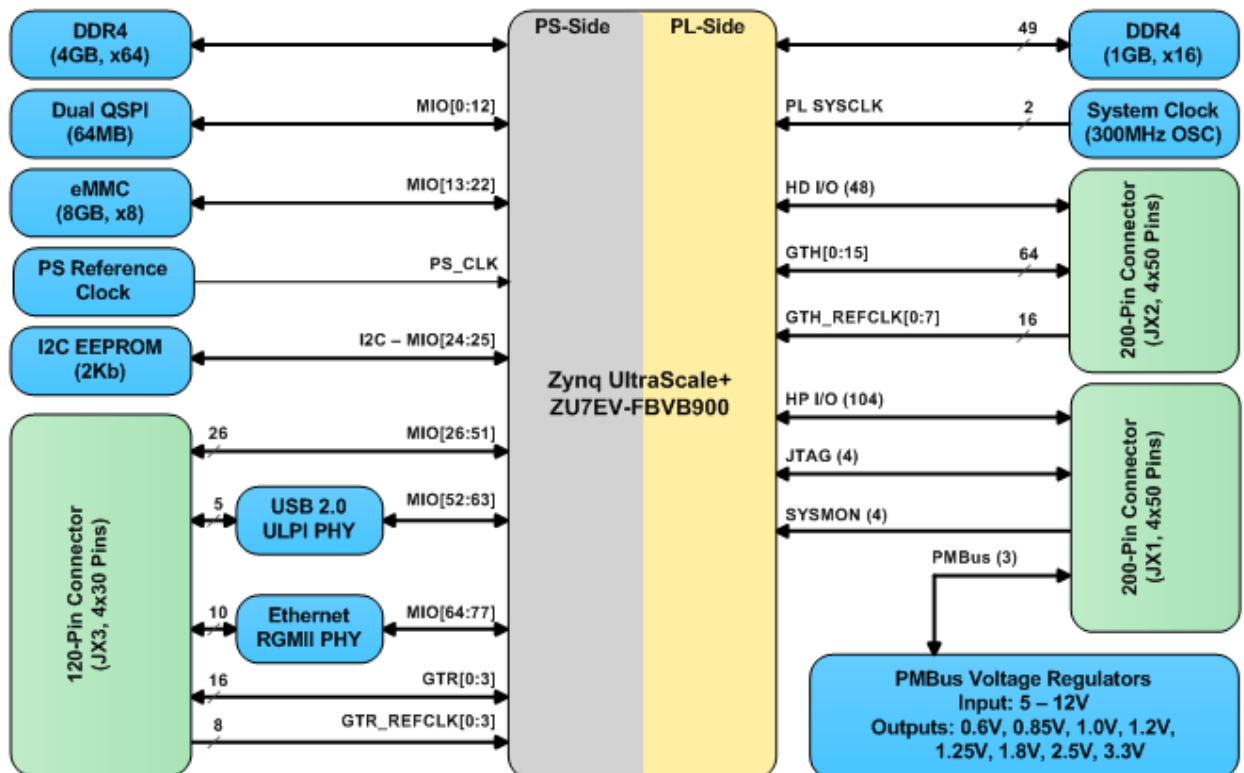 PS-Side
PL-Side
DDR4
(4GB, x64)
Dual QSPI
(64MB)
MIO[0:12]
eMMC
(8GB, x8)
MIO[13:22]
PS Reference
Clock
PS_CLK
I2C EEPROM
(2Kb)
I2C – MIO[24:25]
120-Pin Connector
(JX3, 4x30 Pins)
26
MIO[26:51]
5
USB 2.0
ULPI PHY
MIO[52:63]
10
Ethernet
RGMII PHY
MIO[64:77]
16
GTR[0:3]
8
GTR_REFCLK[0:3]
Zynq UltraScale+
ZU7EV-FBVB900
49
DDR4
(1GB, x16)
PL SYSCLK
2
System Clock
(300MHz OSC)
HD I/O (48)
GTH[0:15]
64
GTH_REFCLK[0:7]
16
200-Pin Connector
(JX2, 4x50 Pins)
HP I/O (104)
JTAG (4)
SYSMON (4)
PMBus (3)
200-Pin Connector
(JX1, 4x50 Pins)
PMBus Voltage Regulators
Input: 5 – 12V
Outputs: 0.6V, 0.85V, 1.0V, 1.2V,
1.25V, 1.8V, 2.5V, 3.3V